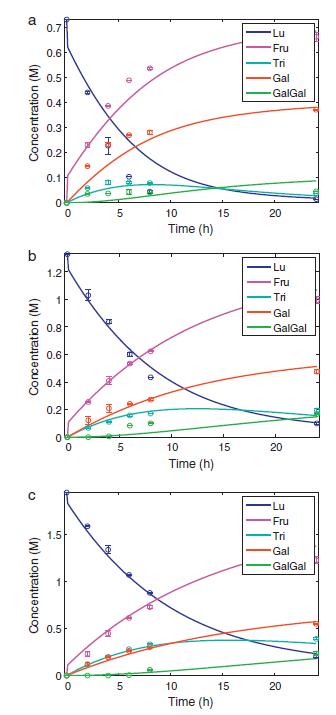 a
0.7
0.6
0.5
0.4
0.3
0.2
0.1
0
Concentration (M)
Lu
Fru
Tri
Gal
GalGal
0 5 10 15 20
Time (h)
b
1.2
1
0.8
0.6
0.4
0.2
0
Concentration (M)
Lu
Fru
Tri
Gal
GalGal
0 5 10 15 20
Time (h)
c
1.5
1
0.5
0
Concentration (M)
Lu
Fru
Tri
Gal
GalGal
0 5 10 15 20
Time (h)